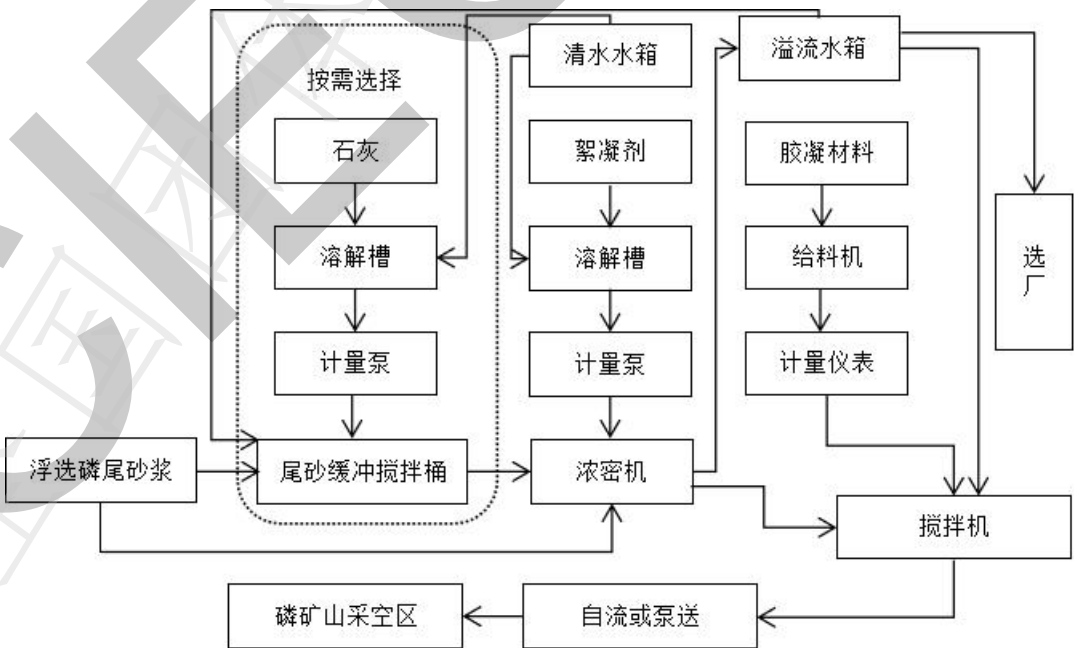 按需选择
清水水箱
溢流水箱
石灰
絮凝剂
胶凝材料
溶解槽
溶解槽
给料机
选厂
计量泵
计量泵
计量仪表
浮选磷尾砂浆
尾砂缓冲搅拌桶
浓密机
搅拌机
磷矿山采空区
自流或泵送